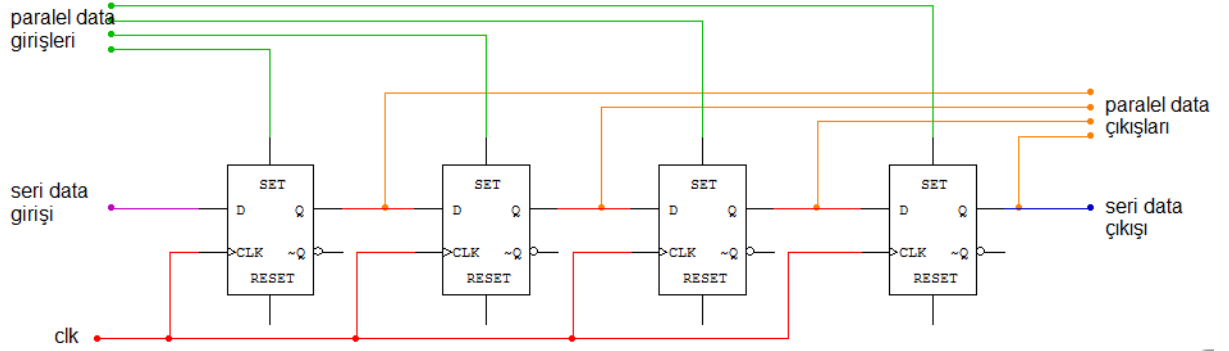 paralel data
girişleri
paralel data
çıkışları
seri data
girişi
SET
D Q
CLK ~Q
RESET
SET
D Q
CLK ~Q
RESET
SET
D Q
CLK ~Q
RESET
SET
D Q
CLK ~Q
RESET
seri data
çıkışı
clk